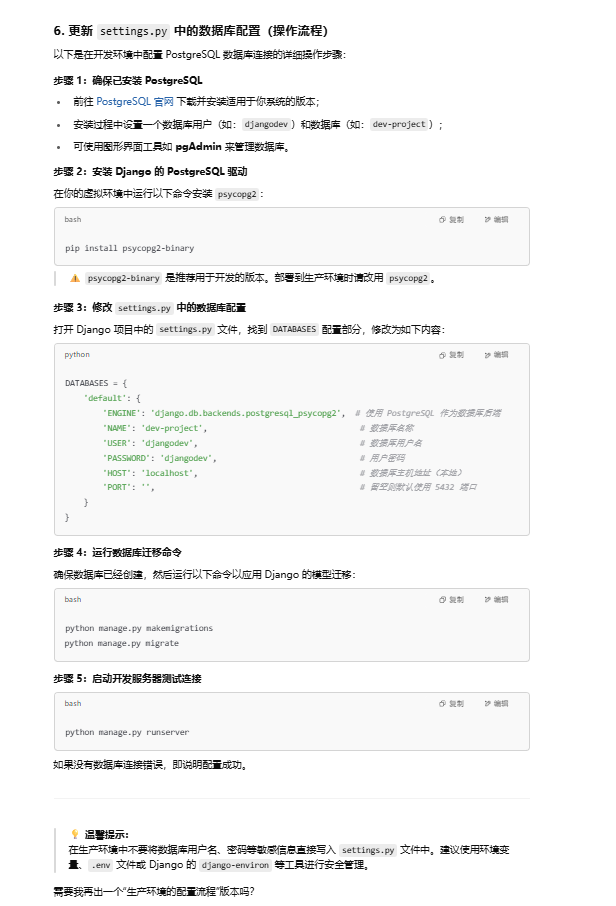 6. 更新 settings.py 中的数据库配置（操作流程）
以下是在开发环境中配置 PostgreSQL 数据库连接的详细操作步骤：
步骤 1：确保已安装 PostgreSQL
• 前往 PostgreSQL 官网 下载并安装适用于你系统的版本；
• 安装过程中设置一个数据库用户（如：djangodev）和数据库（如：dev-project）；
• 可使用图形界面工具如 pgAdmin 来管理数据库。
步骤 2：安装 Django 的 PostgreSQL 驱动
在你的虚拟环境中运行以下命令安装 psycopg2：
bash 复制 编辑
pip install psycopg2-binary
⚠️ psycopg2-binary 是推荐用于开发的版本。部署到生产环境时请改用 psycopg2。
步骤 3：修改 settings.py 中的数据库配置
打开 Django 项目中的 settings.py 文件，找到 DATABASES 配置部分，修改为如下内容：
python 复制 编辑
DATABASES = {
    'default': {
        'ENGINE': 'django.db.backends.postgresql_psycopg2',  # 使用 PostgreSQL 作为数据库后端
        'NAME': 'dev-project',                               # 数据库名称
        'USER': 'djangodev',                                 # 数据库用户名
        'PASSWORD': 'djangodev',                             # 用户密码
        'HOST': 'localhost',                                 # 数据库主机地址（本地）
        'PORT': '',                                          # 留空则默认使用 5432 端口
    }
}
步骤 4：运行数据库迁移命令
确保数据库已经创建，然后运行以下命令以应用 Django 的模型迁移：
bash 复制 编辑
python manage.py makemigrations
python manage.py migrate
步骤 5：启动开发服务器测试连接
bash 复制 编辑
python manage.py runserver
如果没有数据库连接错误，即说明配置成功。
💡 温馨提示：
在生产环境中不要将数据库用户名、密码等敏感信息直接写入 settings.py 文件中。建议使用环境变
量、.env 文件或 Django 的 django-environ 等工具进行安全管理。
需要我再出一个“生产环境的配置流程”版本吗？